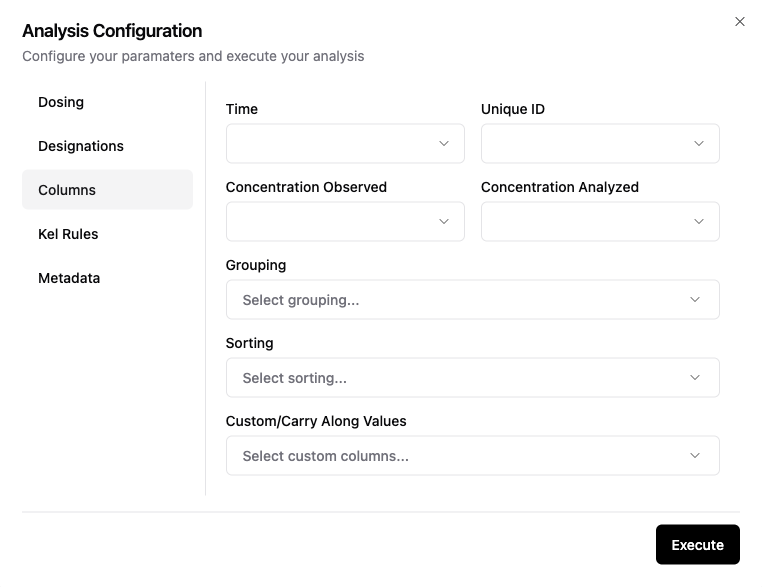 Analysis Configuration
Configure your paramaters and execute your analysis
Dosing
Designations
Columns
Kel Rules
Metadata
Time
Unique ID
Concentration Observed
Concentration Analyzed
Grouping
Select grouping...
Sorting
Select sorting...
Custom/Carry Along Values
Select custom columns...
Execute